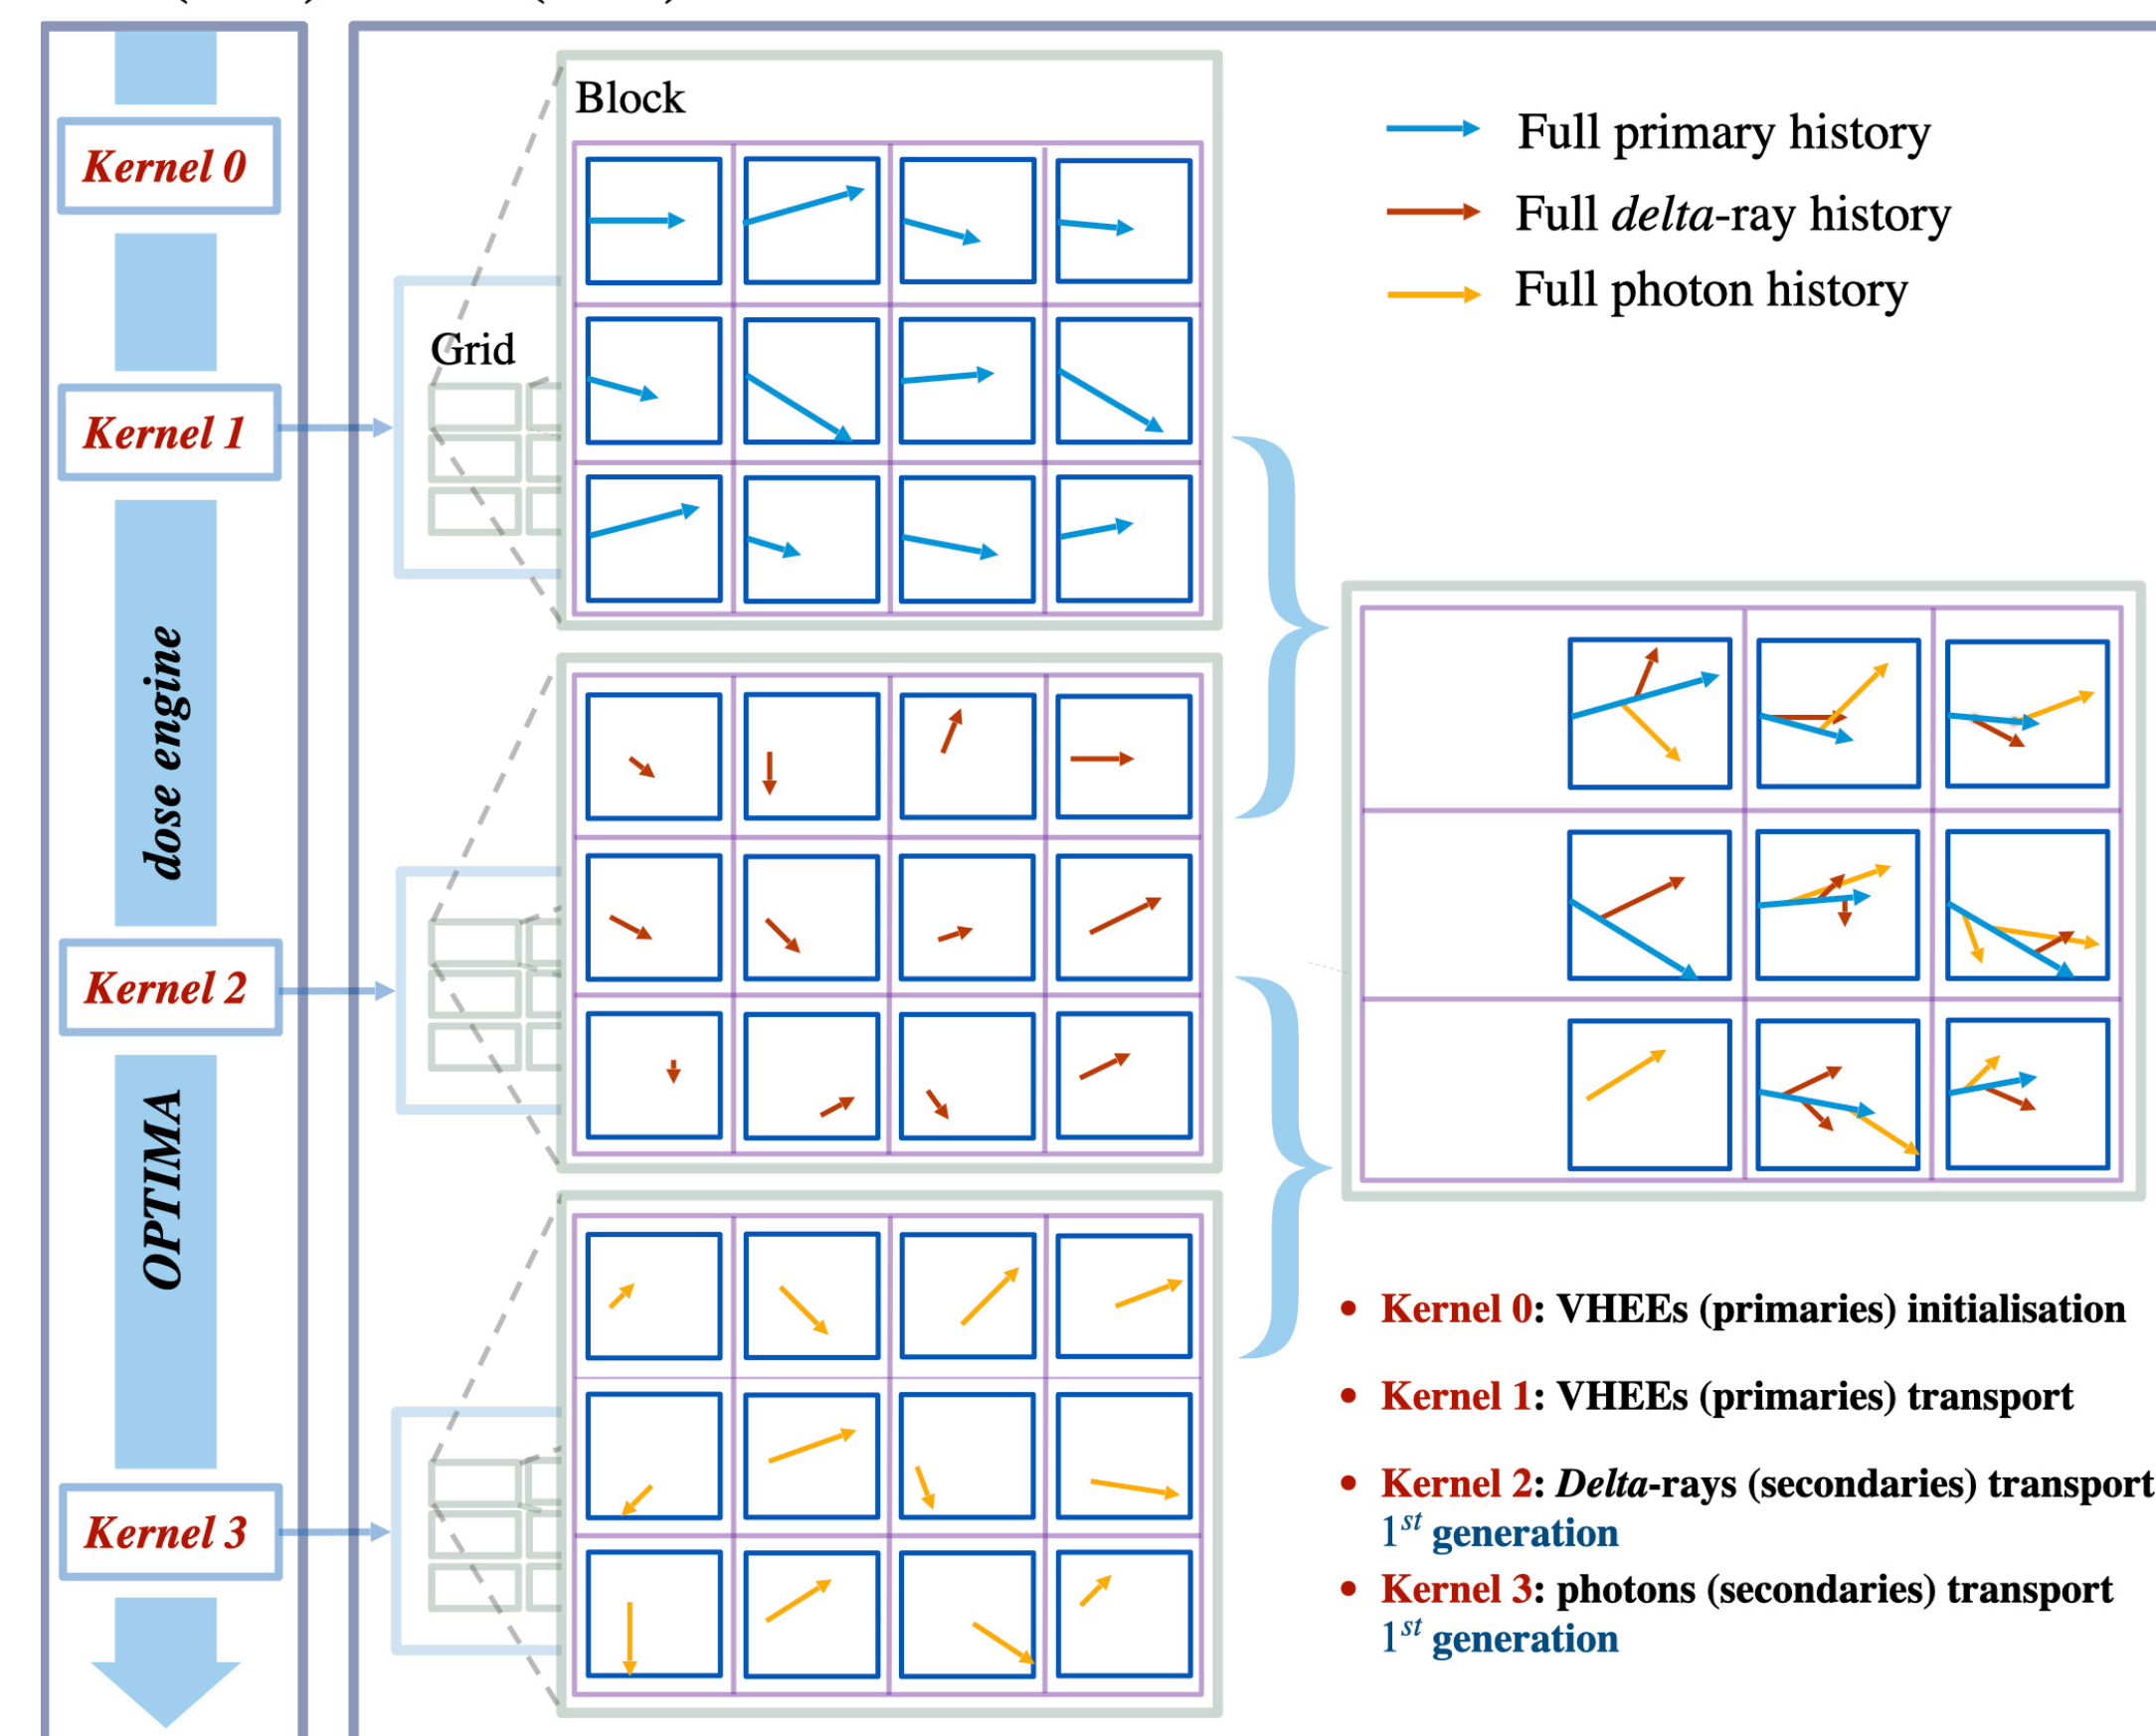 Kernel 0
Kernel 1
dose engine
Kernel 2
OPTIMA
Kernel 3
Block
Grid
Full primary history
Full delta-ray history
Full photon history
• Kernel 0: VHEEs (primaries) initialisation
• Kernel 1: VHEEs (primaries) transport
• Kernel 2: Delta-rays (secondaries) transport
1st generation
• Kernel 3: photons (secondaries) transport
1st generation